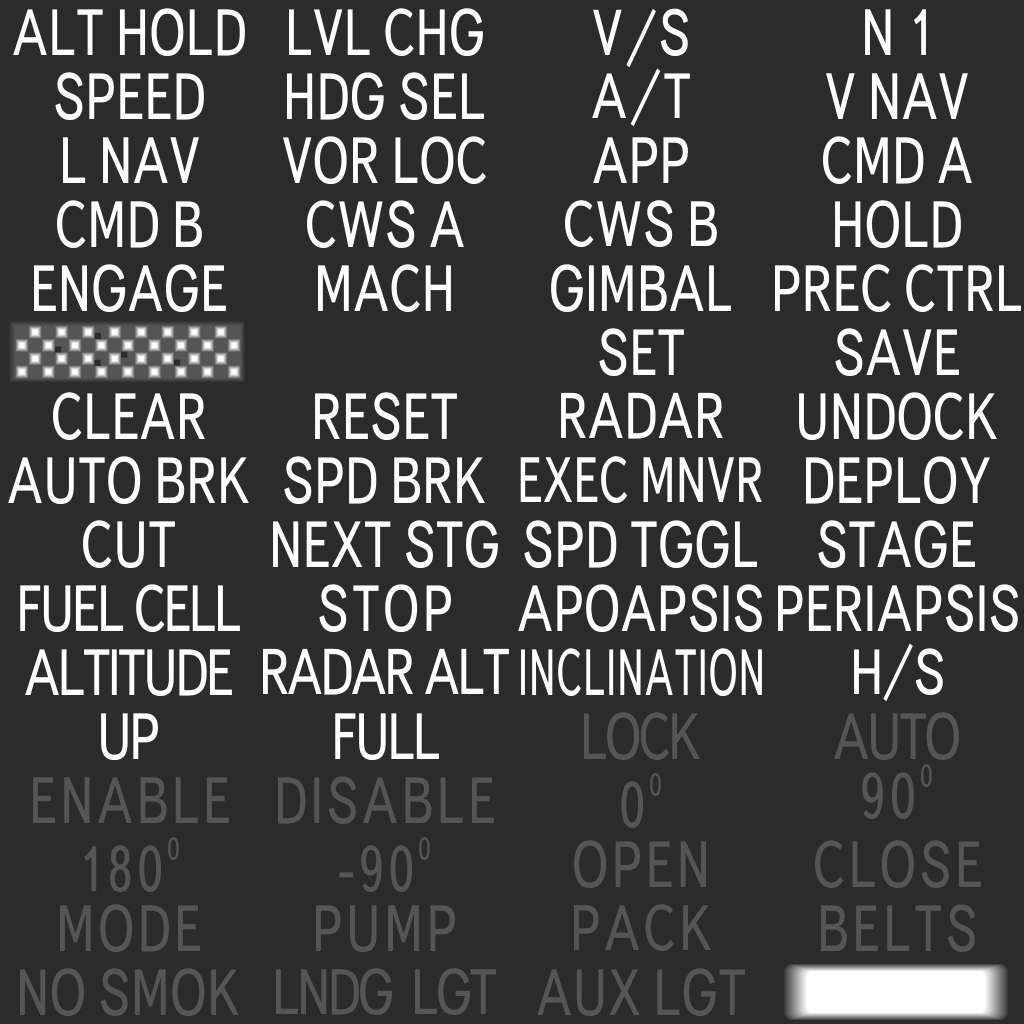 ALT HOLD LVL CHG V/S N 1
SPEED HDG SEL A/T V NAV
L NAV VOR LOC APP CMD A
CMD B CWS A CWS B HOLD
ENGAGE MACH GIMBAL PREC CTRL
SET SAVE
CLEAR RESET RADAR UNDOCK
AUTO BRK SPD BRK EXEC MNVR DEPLOY
CUT NEXT STG SPD TGGL STAGE
FUEL CELL STOP APOAPSIS PERIAPSIS
ALTITUDE RADAR ALT INCLINATION H/S
UP FULL LOCK AUTO
ENABLE DISABLE 0⁰ 90⁰
180⁰ -90⁰ OPEN CLOSE
MODE PUMP PACK BELTS
NO SMOK LNDG LGT AUX LGT